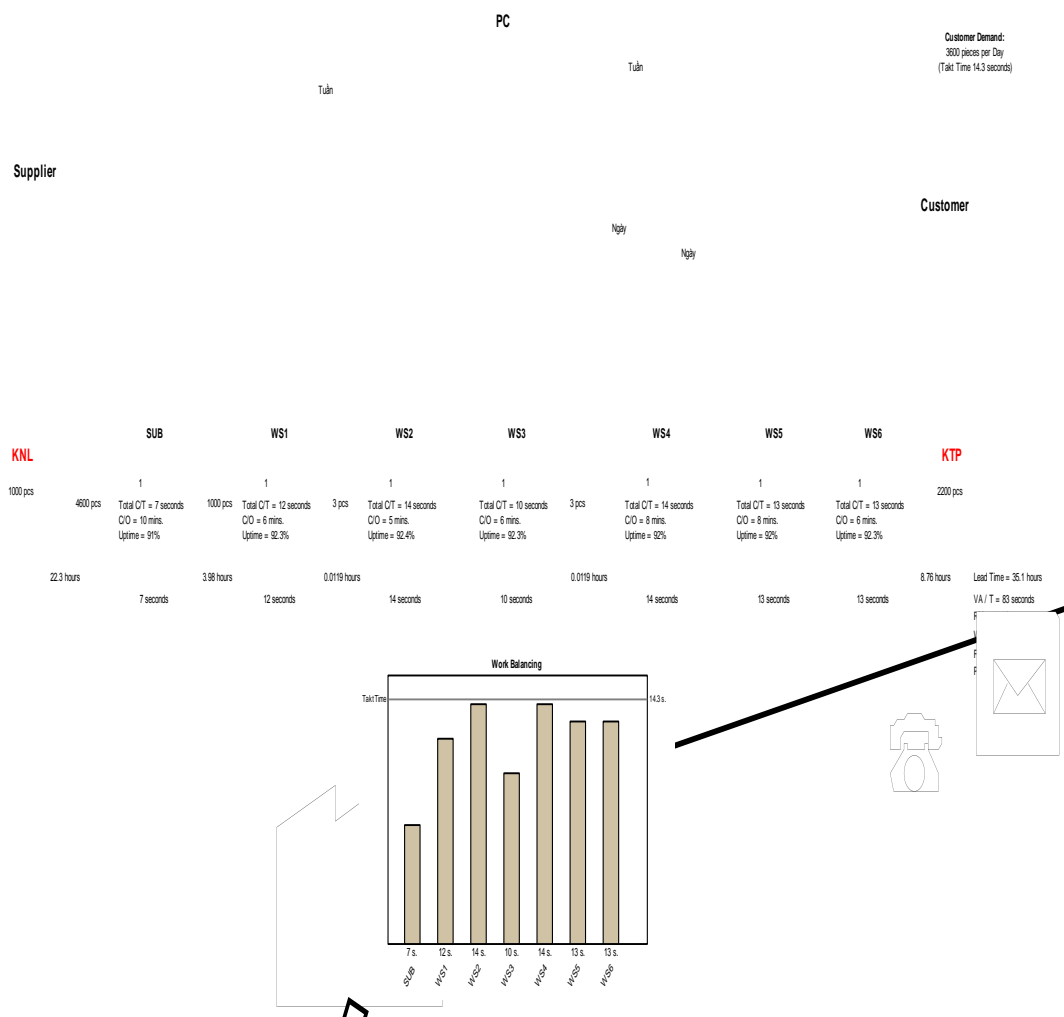 PC
Customer Demand:
3600 pieces per Day
(Takt Time 14.3 seconds)
Tuần
Tuần
Supplier
Customer
Ngày
Ngày
SUB
WS1
WS2
WS3
WS4
WS5
WS6
KNL
KTP
1000 pcs
4600 pcs
1
Total C/T = 7 seconds
C/O = 10 mins.
Uptime = 91%
1000 pcs
1
Total C/T = 12 seconds
C/O = 6 mins.
Uptime = 92.3%
3 pcs
1
Total C/T = 14 seconds
C/O = 5 mins.
Uptime = 92.4%
1
Total C/T = 10 seconds
C/O = 6 mins.
Uptime = 92.3%
3 pcs
1
Total C/T = 14 seconds
C/O = 8 mins.
Uptime = 92%
1
Total C/T = 13 seconds
C/O = 8 mins.
Uptime = 92%
1
Total C/T = 13 seconds
C/O = 6 mins.
Uptime = 92.3%
2200 pcs
22.3 hours
3.98 hours
0.0119 hours
0.0119 hours
8.76 hours
Lead Time = 35.1 hours
7 seconds
12 seconds
14 seconds
10 seconds
14 seconds
13 seconds
13 seconds
VA / T = 83 seconds
Work Balancing
Takt Time
14.3 s.
7 s.
12 s.
14 s.
10 s.
14 s.
13 s.
13 s.
SUB
WS1
WS2
WS3
WS4
WS5
WS6